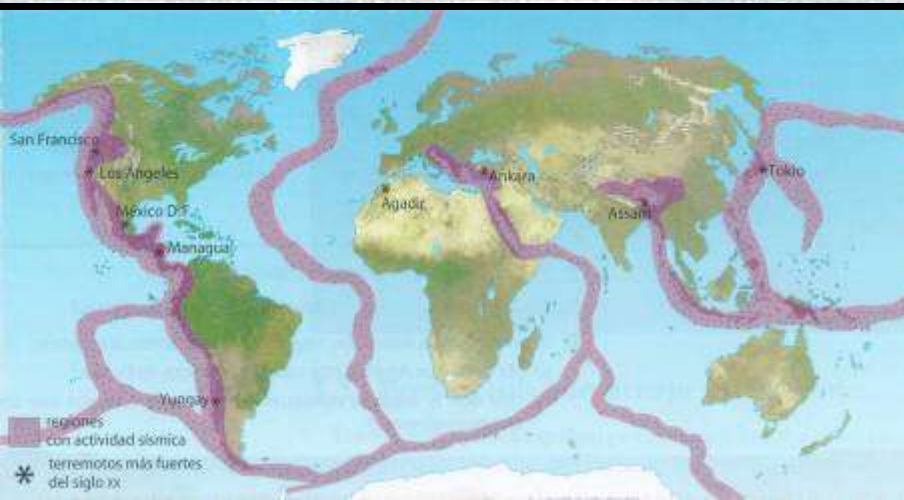 San Francisco
Los Ángeles
México D.F.
Managua
Yungay
Agadir
Ankara
Assam
Tokio
regiones
con actividad sísmica
terremotos más fuertes
del siglo XX